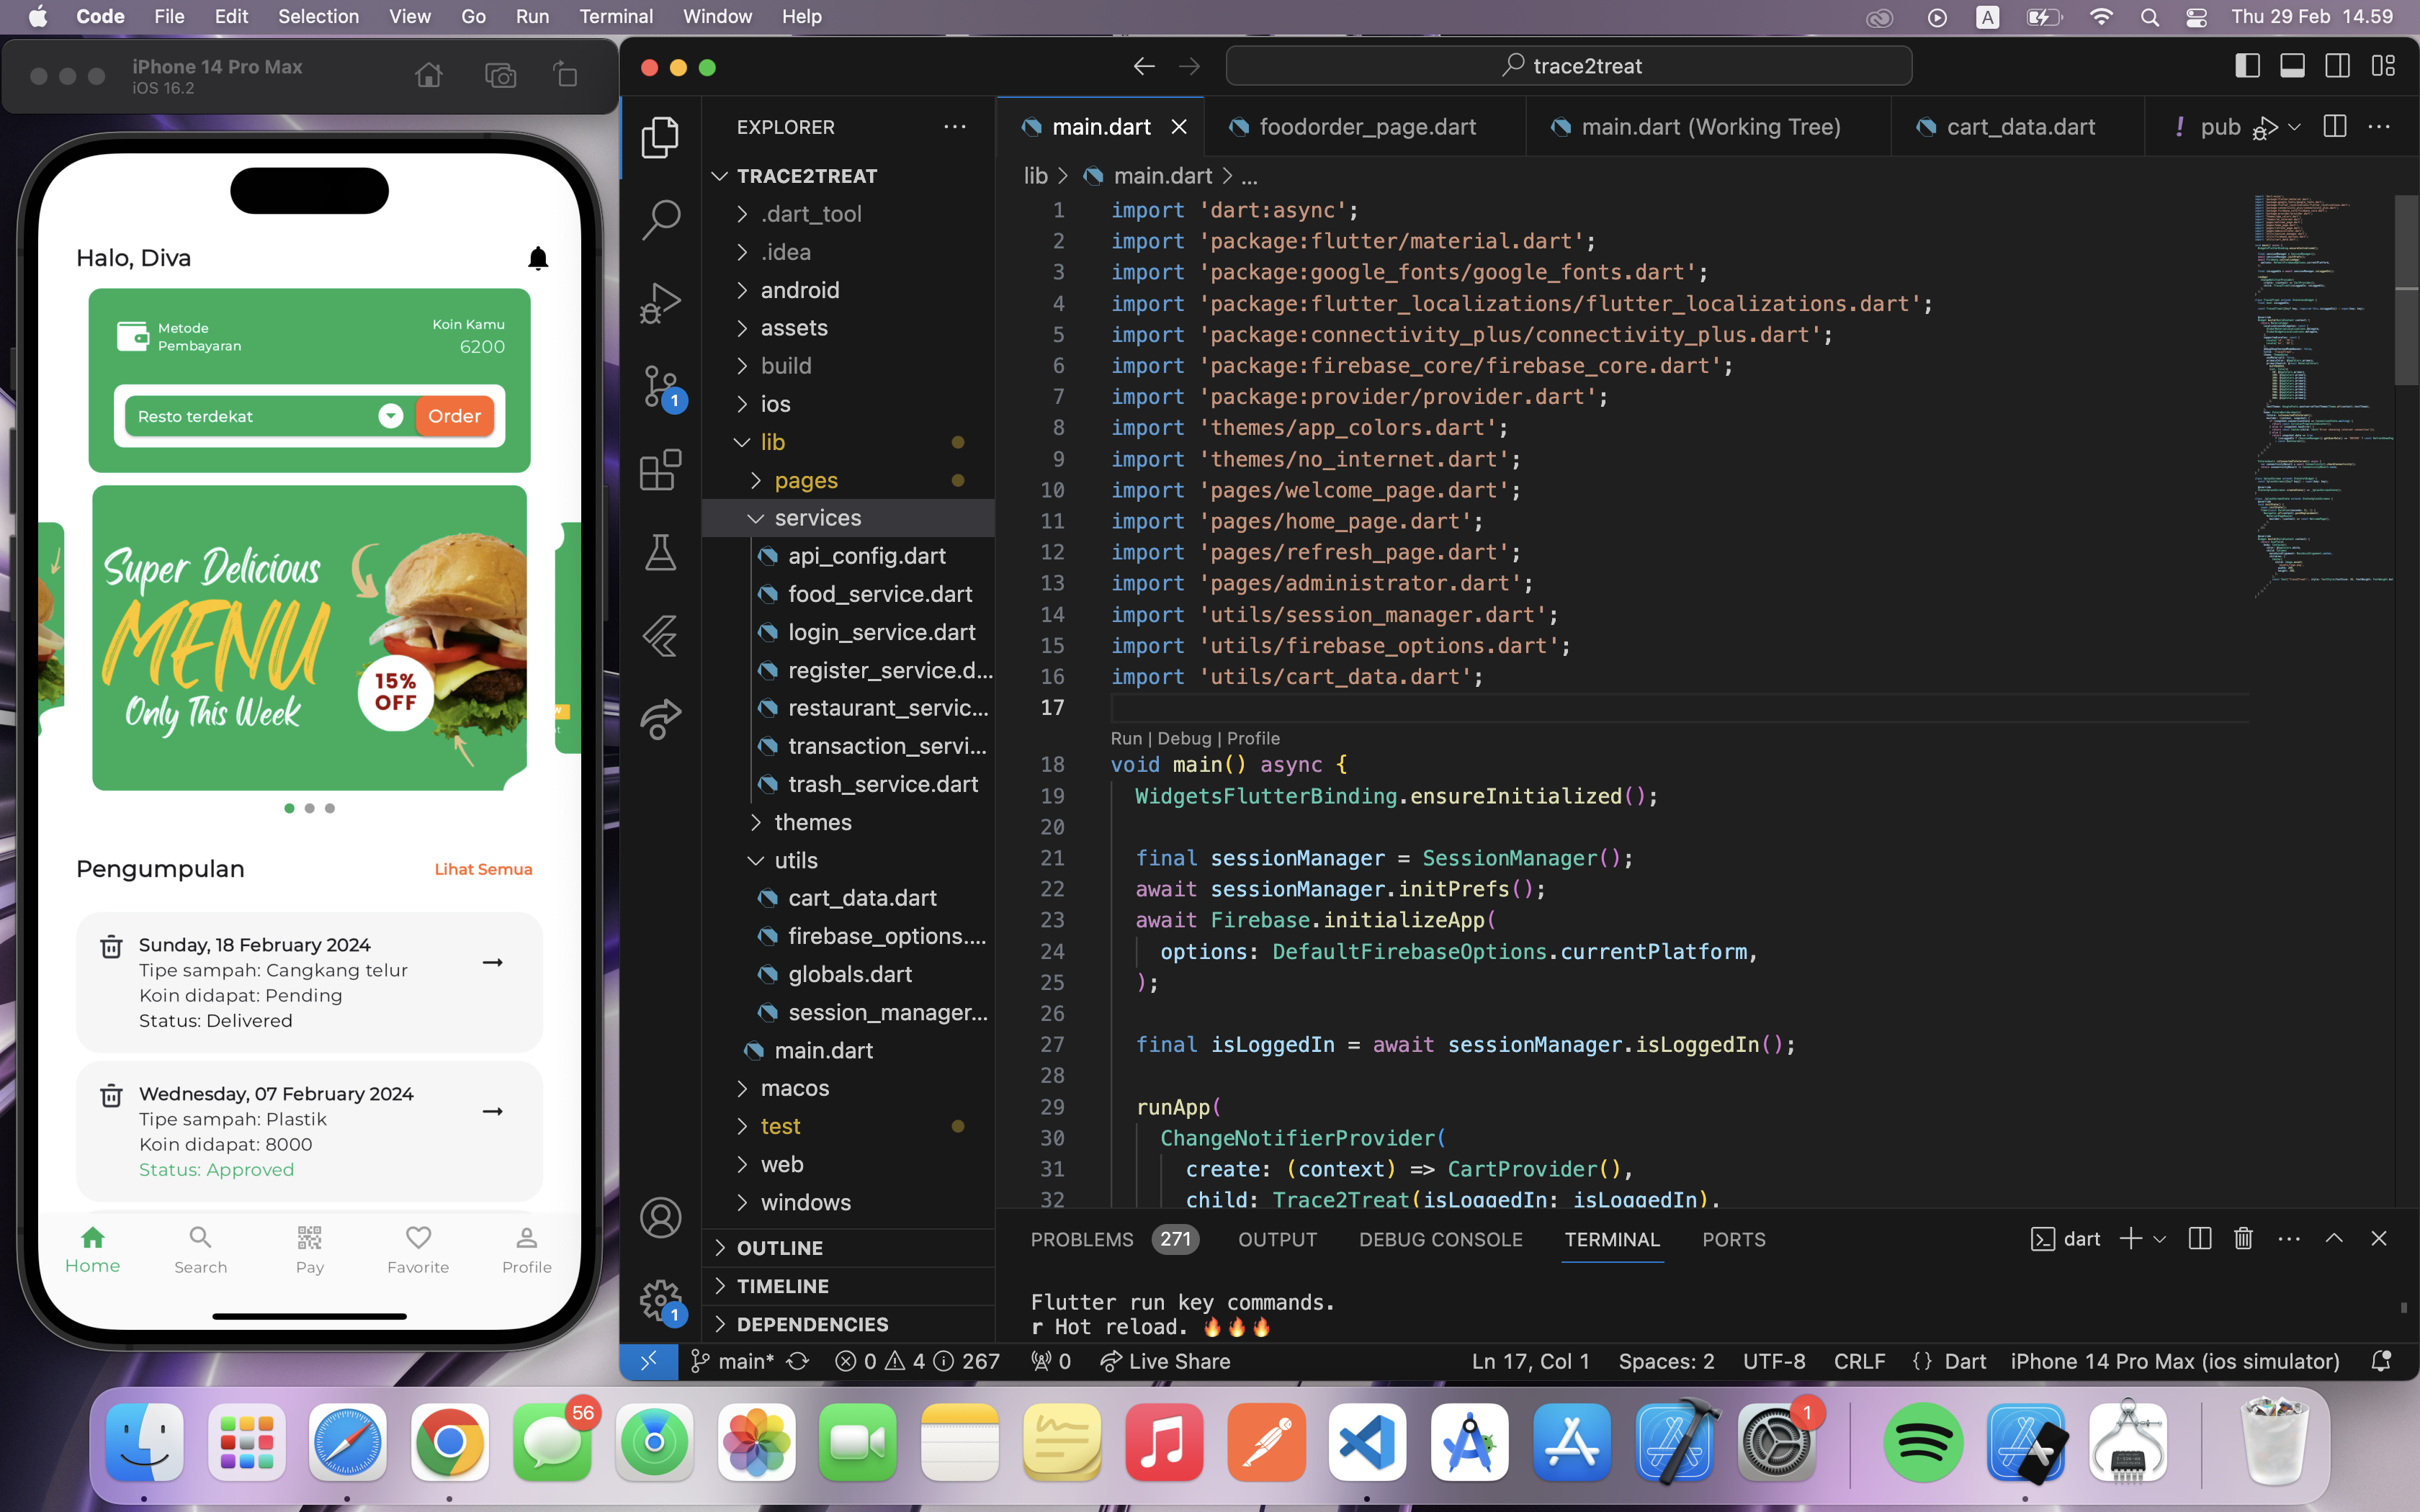 Code File Edit Selection View Go Run Terminal Window Help
A
Thu 29 Feb 14.59
iPhone 14 Pro Max
iOS 16.2
Halo, Diva
Metode
Pembayaran
Koin Kamu
6200
Resto terdekat
Order
Super Delicious
MENU
Only This Week
15%
OFF
Pengumpulan
Lihat Semua
Sunday, 18 February 2024
Tipe sampah: Cangkang telur
Koin didapat: Pending
Status: Delivered
Wednesday, 07 February 2024
Tipe sampah: Plastik
Koin didapat: 8000
Status: Approved
Home
Search
Pay
Favorite
Profile
trace2treat
EXPLORER
TRACE2TREAT
.dart_tool
.idea
android
assets
build
ios
lib
pages
services
api_config.dart
food_service.dart
login_service.dart
register_service.d...
restaurant_servic...
transaction_servi...
trash_service.dart
themes
utils
cart_data.dart
firebase_options....
globals.dart
session_manager...
main.dart
macos
test
web
windows
OUTLINE
TIMELINE
DEPENDENCIES
1
1
main.dart
foodorder_page.dart
main.dart (Working Tree)
cart_data.dart
! pub
lib > main.dart > ...
1 import 'dart:async';
2 import 'package:flutter/material.dart';
3 import 'package:google_fonts/google_fonts.dart';
4 import 'package:flutter_localizations/flutter_localizations.dart';
5 import 'package:connectivity_plus/connectivity_plus.dart';
6 import 'package:firebase_core/firebase_core.dart';
7 import 'package:provider/provider.dart';
8 import 'themes/app_colors.dart';
9 import 'themes/no_internet.dart';
10 import 'pages/welcome_page.dart';
11 import 'pages/home_page.dart';
12 import 'pages/refresh_page.dart';
13 import 'pages/administrator.dart';
14 import 'utils/session_manager.dart';
15 import 'utils/firebase_options.dart';
16 import 'utils/cart_data.dart';
17
Run | Debug | Profile
18 void main() async {
19 WidgetsFlutterBinding.ensureInitialized();
20
21 final sessionManager = SessionManager();
22 await sessionManager.initPrefs();
23 await Firebase.initializeApp(
24 options: DefaultFirebaseOptions.currentPlatform,
25 );
26
27 final isLoggedIn = await sessionManager.isLoggedIn();
28
29 runApp(
30 ChangeNotifierProvider(
31 create: (context) => CartProvider(),
32 child: Trace2Treat(isLoggedIn: isLoggedIn),
PROBLEMS 271 OUTPUT DEBUG CONSOLE TERMINAL PORTS
dart
Flutter run key commands.
r Hot reload. 🔥🔥🔥
main* 0 4 267 0 Live Share
Ln 17, Col 1 Spaces: 2 UTF-8 CRLF {} Dart iPhone 14 Pro Max (ios simulator)
56
1